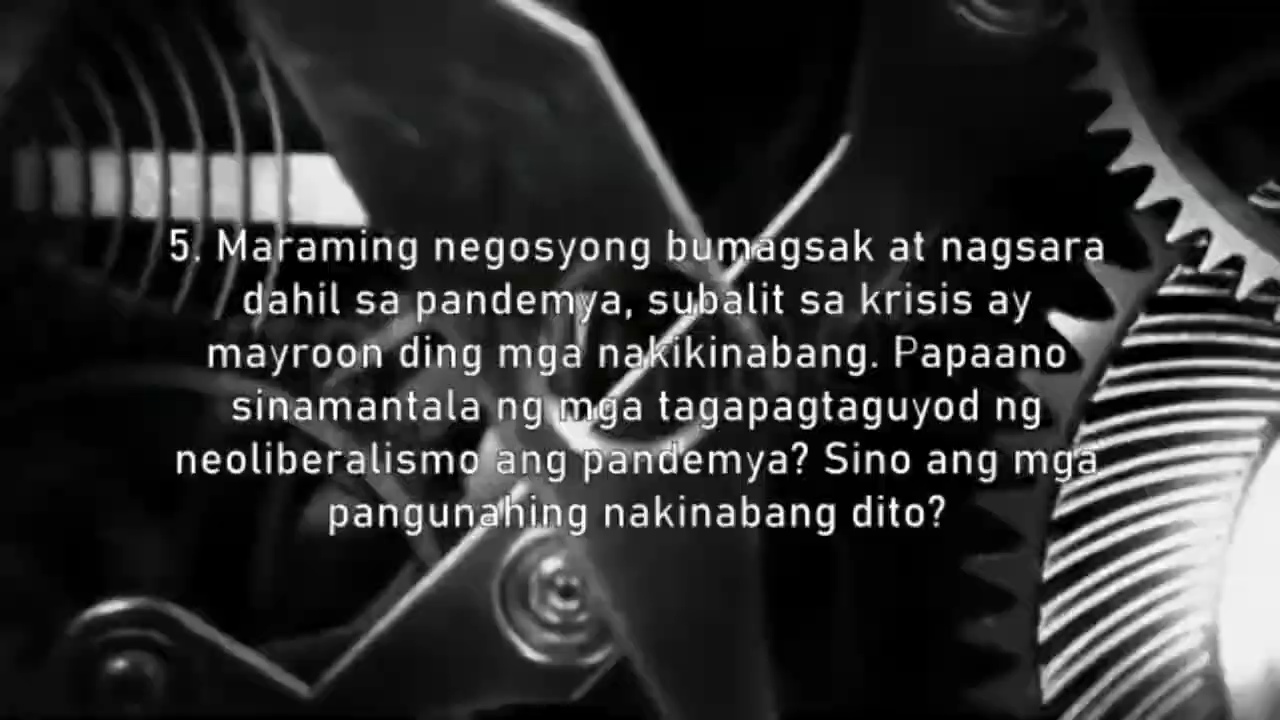 5. Maraming negosyong bumagsak at nagsara
dahil sa pandemya, subalit sa krisis ay
mayroon ding mga nakikinabang. Papaano
sinamantala ng mga tagapagtaguyod ng
neoliberalismo ang pandemya? Sino ang mga
pangunahing nakinabang dito?